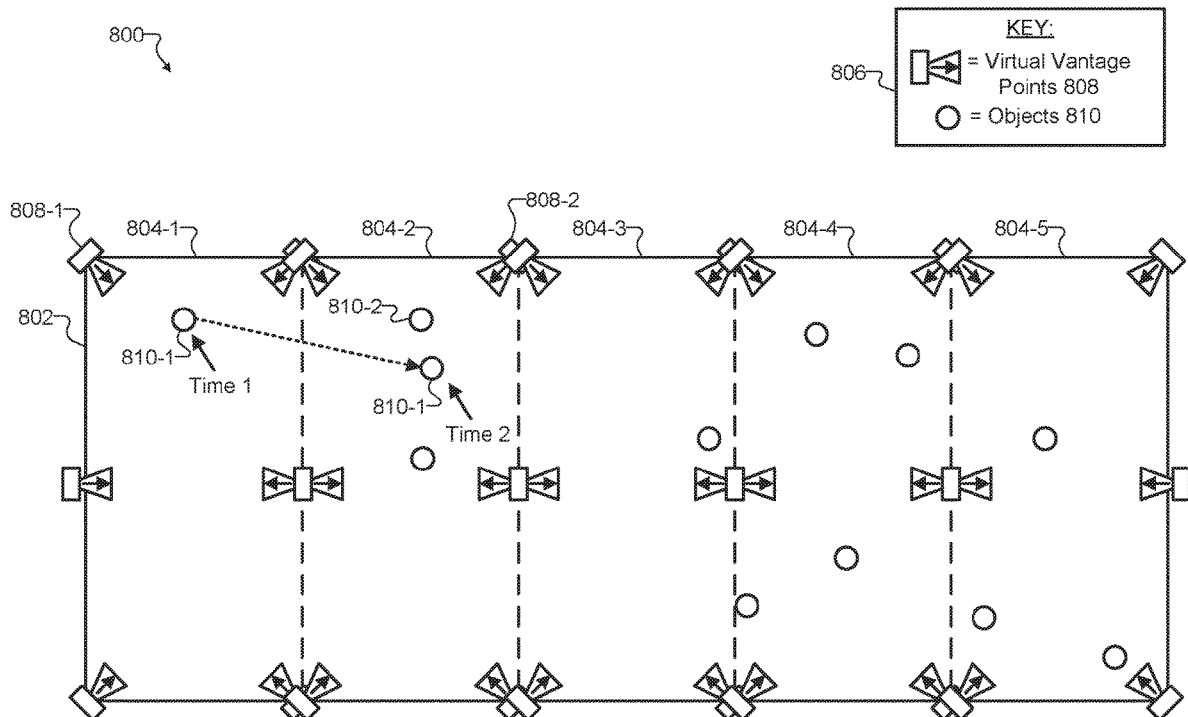 800
KEY:
806
= Virtual Vantage
Points 808
= Objects 810
808-1
804-1
804-2
808-2
804-3
804-4
804-5
802
810-2
810-1
Time 1
810-1
Time 2